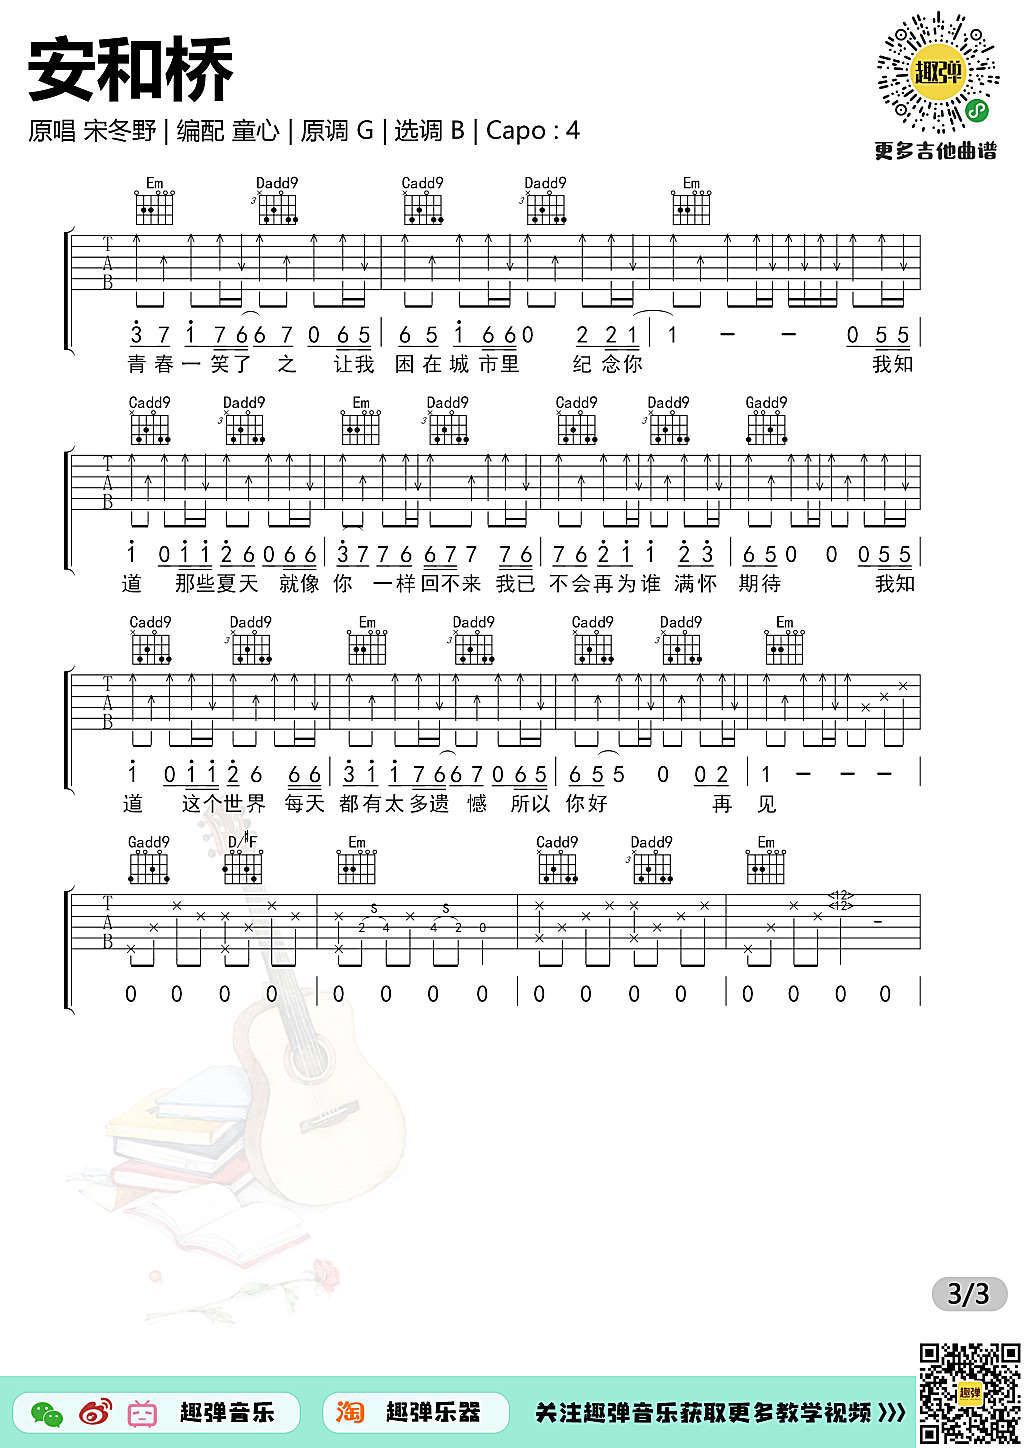 安和桥
原唱 宋冬野 | 编配 童心 | 原调 G | 选调 B | Capo : 4
趣弹
更多吉他曲谱
Em Dadd9 Cadd9 Dadd9 Em
3 3
T
A
B
3 7 1 7 6 6 7 0 6 5 | 6 5 1 6 6 0 2 2 1 | 1 - - 0 5 5
青春一笑了 之 让我 困在城市里 纪念你 我知
Cadd9 Dadd9 Em Dadd9 Cadd9 Dadd9 Gadd9
3 3 3
T
A
B
1 0 1 1 2 6 0 6 6 | 3 7 7 6 6 7 7 7 6 | 7 6 2 1 1 2 3 | 6 5 0 0 0 5 5
道 那些夏天 就像 你 一样回不来 我已 不会再为谁 满怀 期待 我知
Cadd9 Dadd9 Em Dadd9 Cadd9 Dadd9 Em
3 3 3
T
A
B
1 0 1 1 2 6 6 6 | 3 1 1 7 6 6 7 0 6 5 | 6 5 5 0 0 2 | 1 - - -
道 这个世界 每天 都有太多遗 憾 所以 你好 再 见
Gadd9 D/#F Em Cadd9 Dadd9 Em
3
T
A
B
S S
2 4 4 2 0
<12>
<12>
0 0 0 0 | 0 0 0 0 | 0 0 0 0 | 0 0 0 0
3/3
趣弹音乐
淘 趣弹乐器
关注趣弹音乐获取更多教学视频 》》》
趣弹